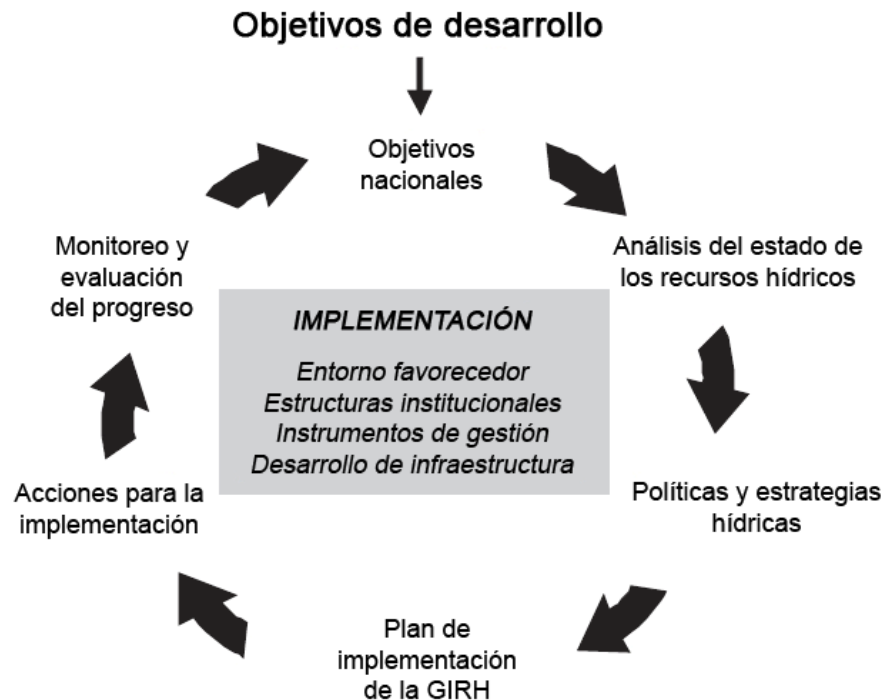 Objetivos de desarrollo
Objetivos
nacionales
Análisis del estado de
los recursos hídricos
Políticas y estrategias
hídricas
Plan de
implementación
de la GIRH
Acciones para la
implementación
Monitoreo y
evaluación
del progreso
IMPLEMENTACIÓN
Entorno favorecedor
Estructuras institucionales
Instrumentos de gestión
Desarrollo de infraestructura